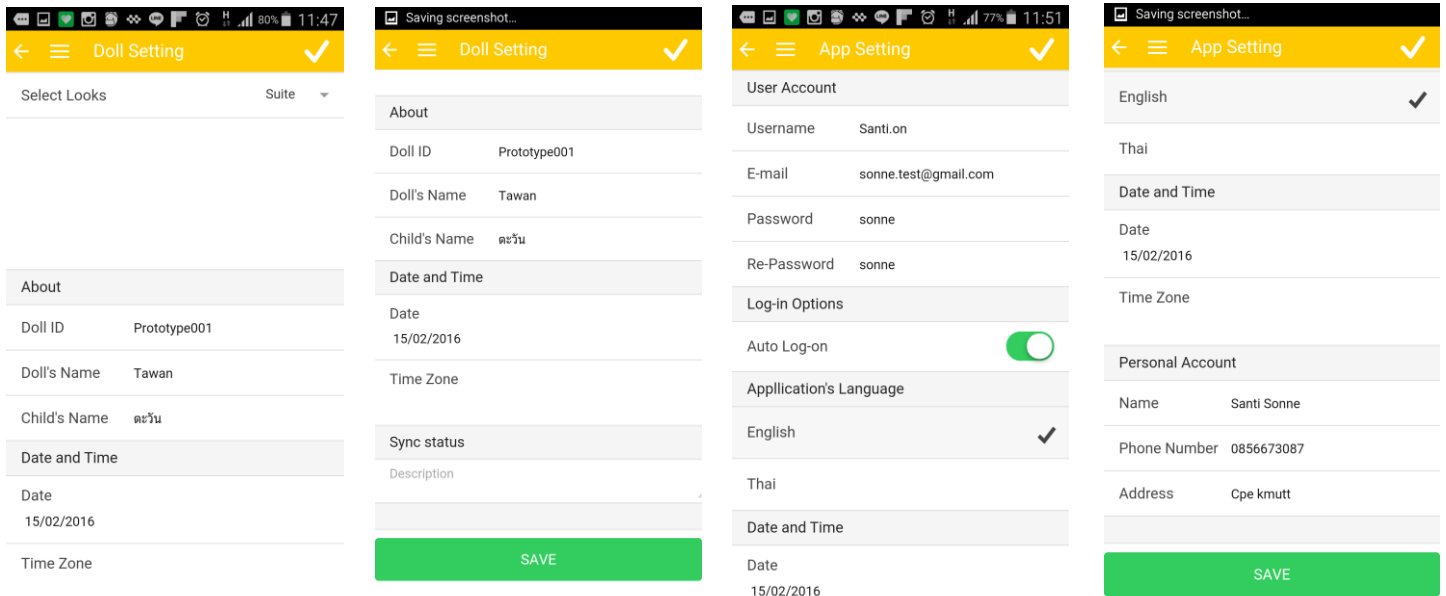 80% 11:47
Doll Setting
Select Looks Suite
About
Doll ID Prototype001
Doll's Name Tawan
Child's Name ตะวัน
Date and Time
Date
15/02/2016
Time Zone
Saving screenshot...
Doll Setting
About
Doll ID Prototype001
Doll's Name Tawan
Child's Name ตะวัน
Date and Time
Date
15/02/2016
Time Zone
Sync status
Description
SAVE
77% 11:51
App Setting
User Account
Username Santi.on
E-mail sonne.test@gmail.com
Password sonne
Re-Password sonne
Log-in Options
Auto Log-on
Appllication's Language
English
Thai
Date and Time
Date
15/02/2016
Saving screenshot...
App Setting
English
Thai
Date and Time
Date
15/02/2016
Time Zone
Personal Account
Name Santi Sonne
Phone Number 0856673087
Address Cpe kmutt
SAVE